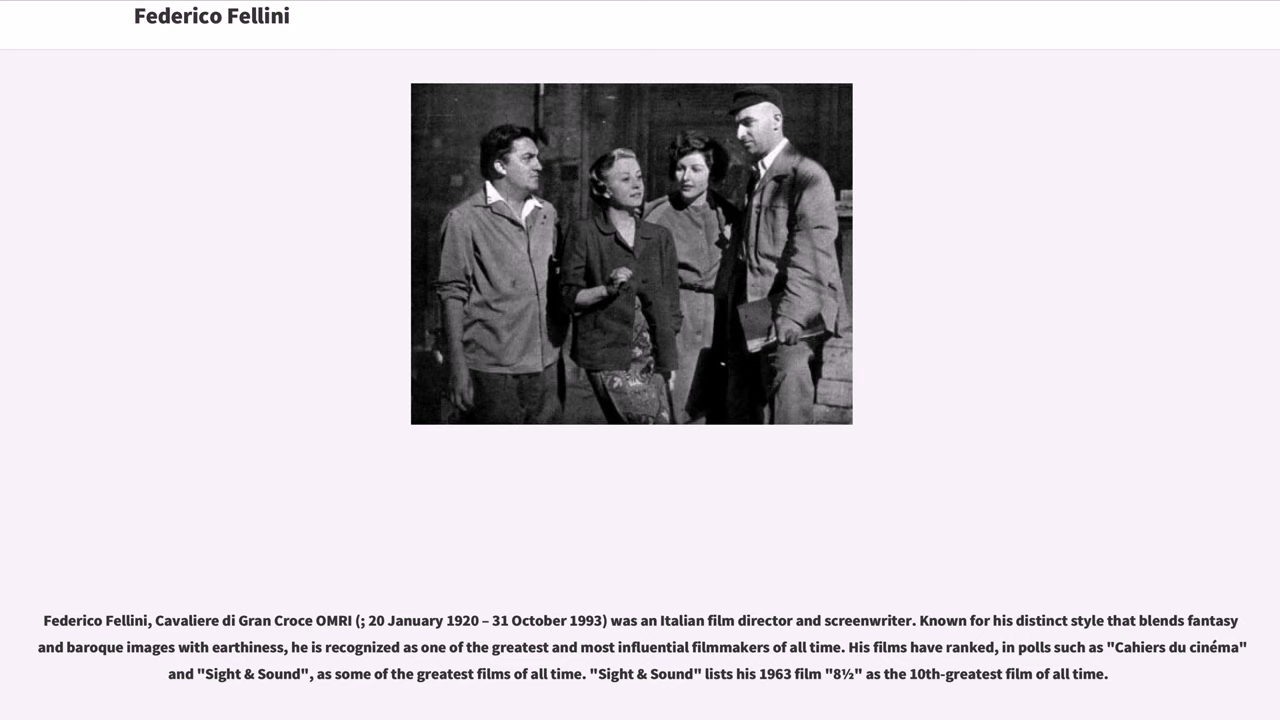 Federico Fellini
Federico Fellini, Cavaliere di Gran Croce OMRI (; 20 January 1920 – 31 October 1993) was an Italian film director and screenwriter. Known for his distinct style that blends fantasy
and baroque images with earthiness, he is recognized as one of the greatest and most influential filmmakers of all time. His films have ranked, in polls such as "Cahiers du cinéma"
and "Sight & Sound", as some of the greatest films of all time. "Sight & Sound" lists his 1963 film "8½" as the 10th-greatest film of all time.